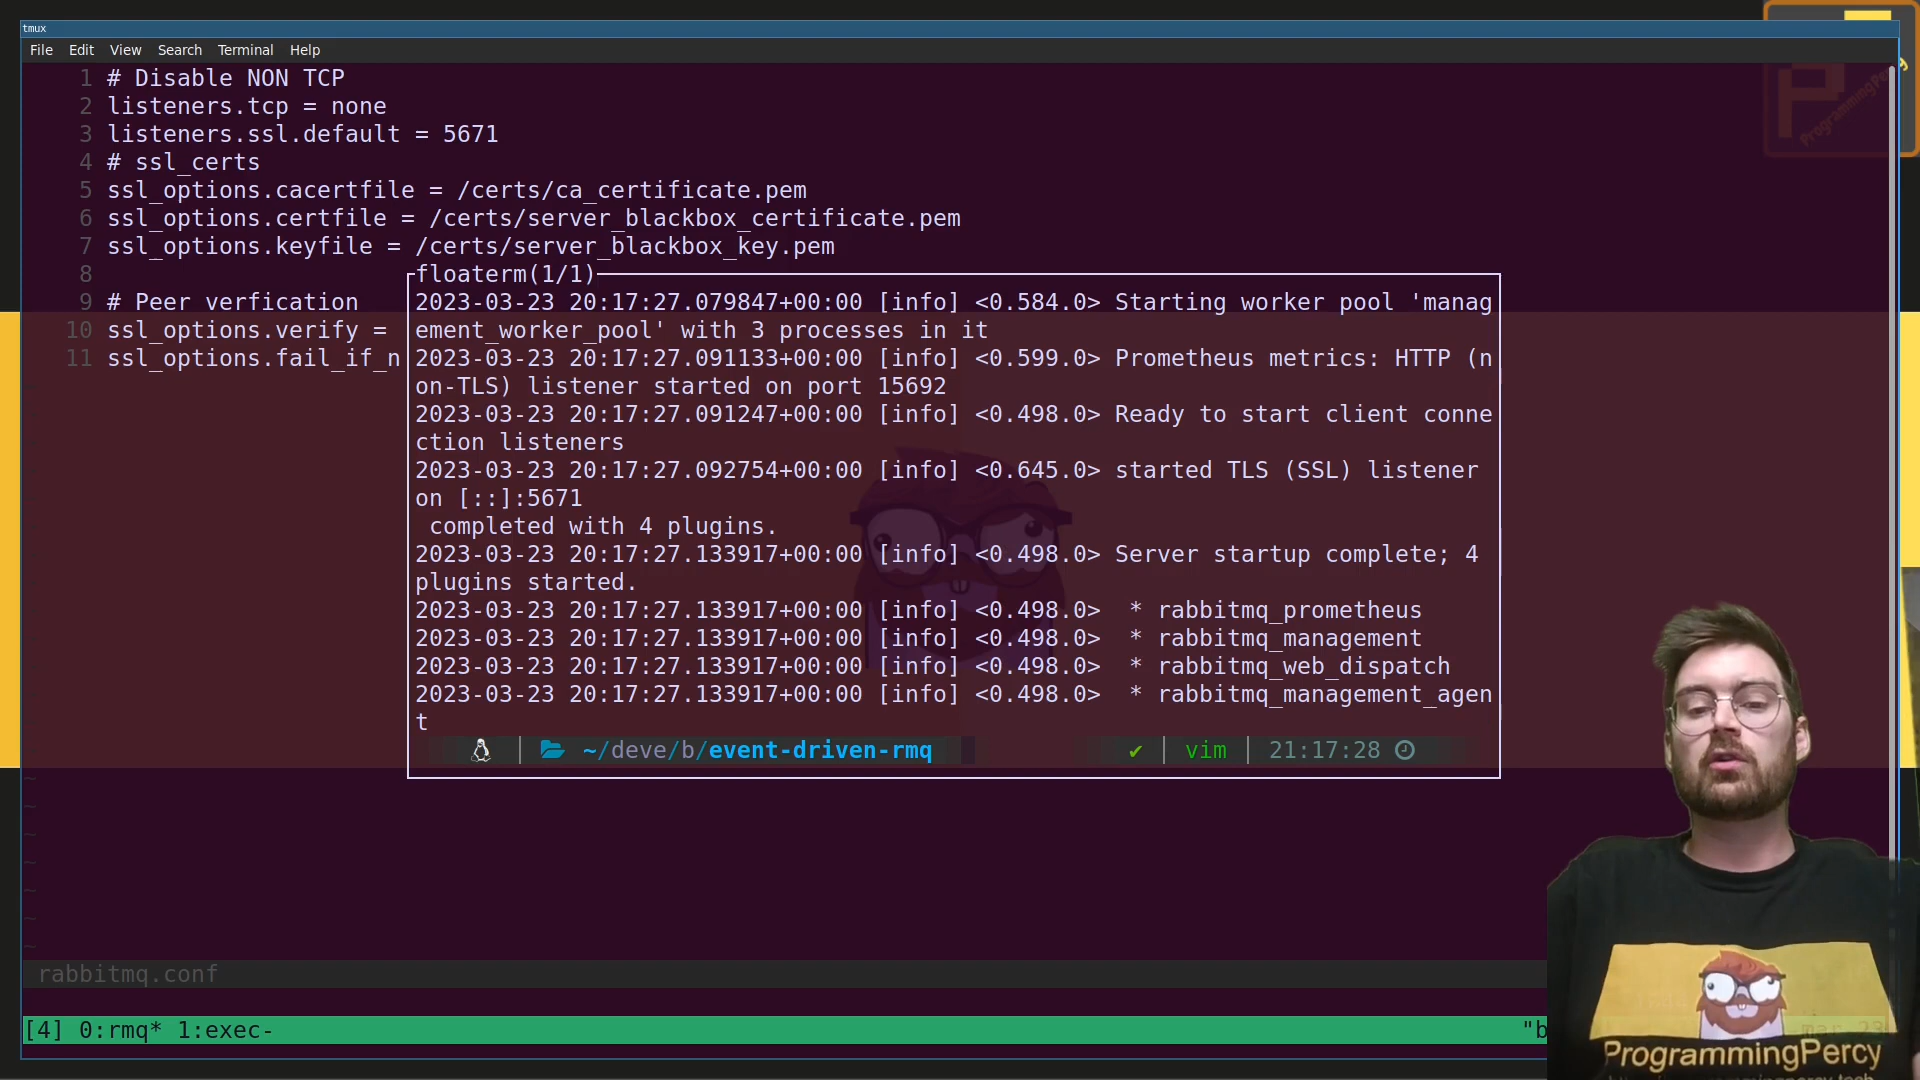 tmux
File Edit View Search Terminal Help
1 # Disable NON TCP
2 listeners.tcp = none
3 listeners.ssl.default = 5671
4 # ssl_certs
5 ssl_options.cacertfile = /certs/ca_certificate.pem
6 ssl_options.certfile = /certs/server_blackbox_certificate.pem
7 ssl_options.keyfile = /certs/server_blackbox_key.pem
8
9 # Peer verfication
10 ssl_options.verify =
11 ssl_options.fail_if_n
floaterm(1/1)
2023-03-23 20:17:27.079847+00:00 [info] <0.584.0> Starting worker pool 'manag
ement_worker_pool' with 3 processes in it
2023-03-23 20:17:27.091133+00:00 [info] <0.599.0> Prometheus metrics: HTTP (n
on-TLS) listener started on port 15692
2023-03-23 20:17:27.091247+00:00 [info] <0.498.0> Ready to start client conne
ction listeners
2023-03-23 20:17:27.092754+00:00 [info] <0.645.0> started TLS (SSL) listener
on [::]:5671
completed with 4 plugins.
2023-03-23 20:17:27.133917+00:00 [info] <0.498.0> Server startup complete; 4
plugins started.
2023-03-23 20:17:27.133917+00:00 [info] <0.498.0> * rabbitmq_prometheus
2023-03-23 20:17:27.133917+00:00 [info] <0.498.0> * rabbitmq_management
2023-03-23 20:17:27.133917+00:00 [info] <0.498.0> * rabbitmq_web_dispatch
2023-03-23 20:17:27.133917+00:00 [info] <0.498.0> * rabbitmq_management_agen
t
~/deve/b/event-driven-rmq ✔ vim 21:17:28
rabbitmq.conf
[4] 0:rmq* 1:exec- "b
ProgrammingPercy